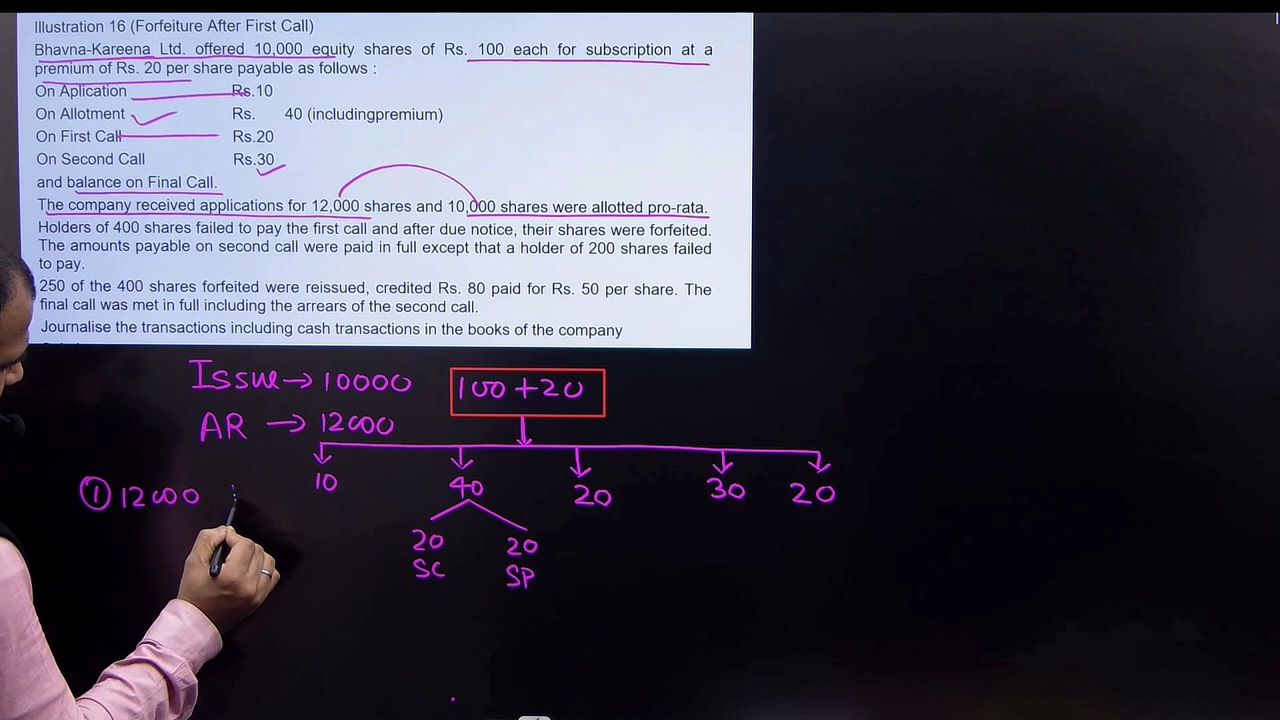 Illustration 16 (Forfeiture After First Call)
Bhavna-Kareena Ltd. offered 10,000 equity shares of Rs. 100 each for subscription at a
premium of Rs. 20 per share payable as follows :
On Aplication Rs.10
On Allotment Rs. 40 (includingpremium)
On First Call Rs.20
On Second Call Rs.30
and balance on Final Call.
The company received applications for 12,000 shares and 10,000 shares were allotted pro-rata.
Holders of 400 shares failed to pay the first call and after due notice, their shares were forfeited.
The amounts payable on second call were paid in full except that a holder of 200 shares failed
to pay.
250 of the 400 shares forfeited were reissued, credited Rs. 80 paid for Rs. 50 per share. The
final call was met in full including the arrears of the second call.
Journalise the transactions including cash transactions in the books of the company
Issue → 10000 100 + 20
AR → 12000
10 40 20 30 20
① 12000
20 20
SC SP